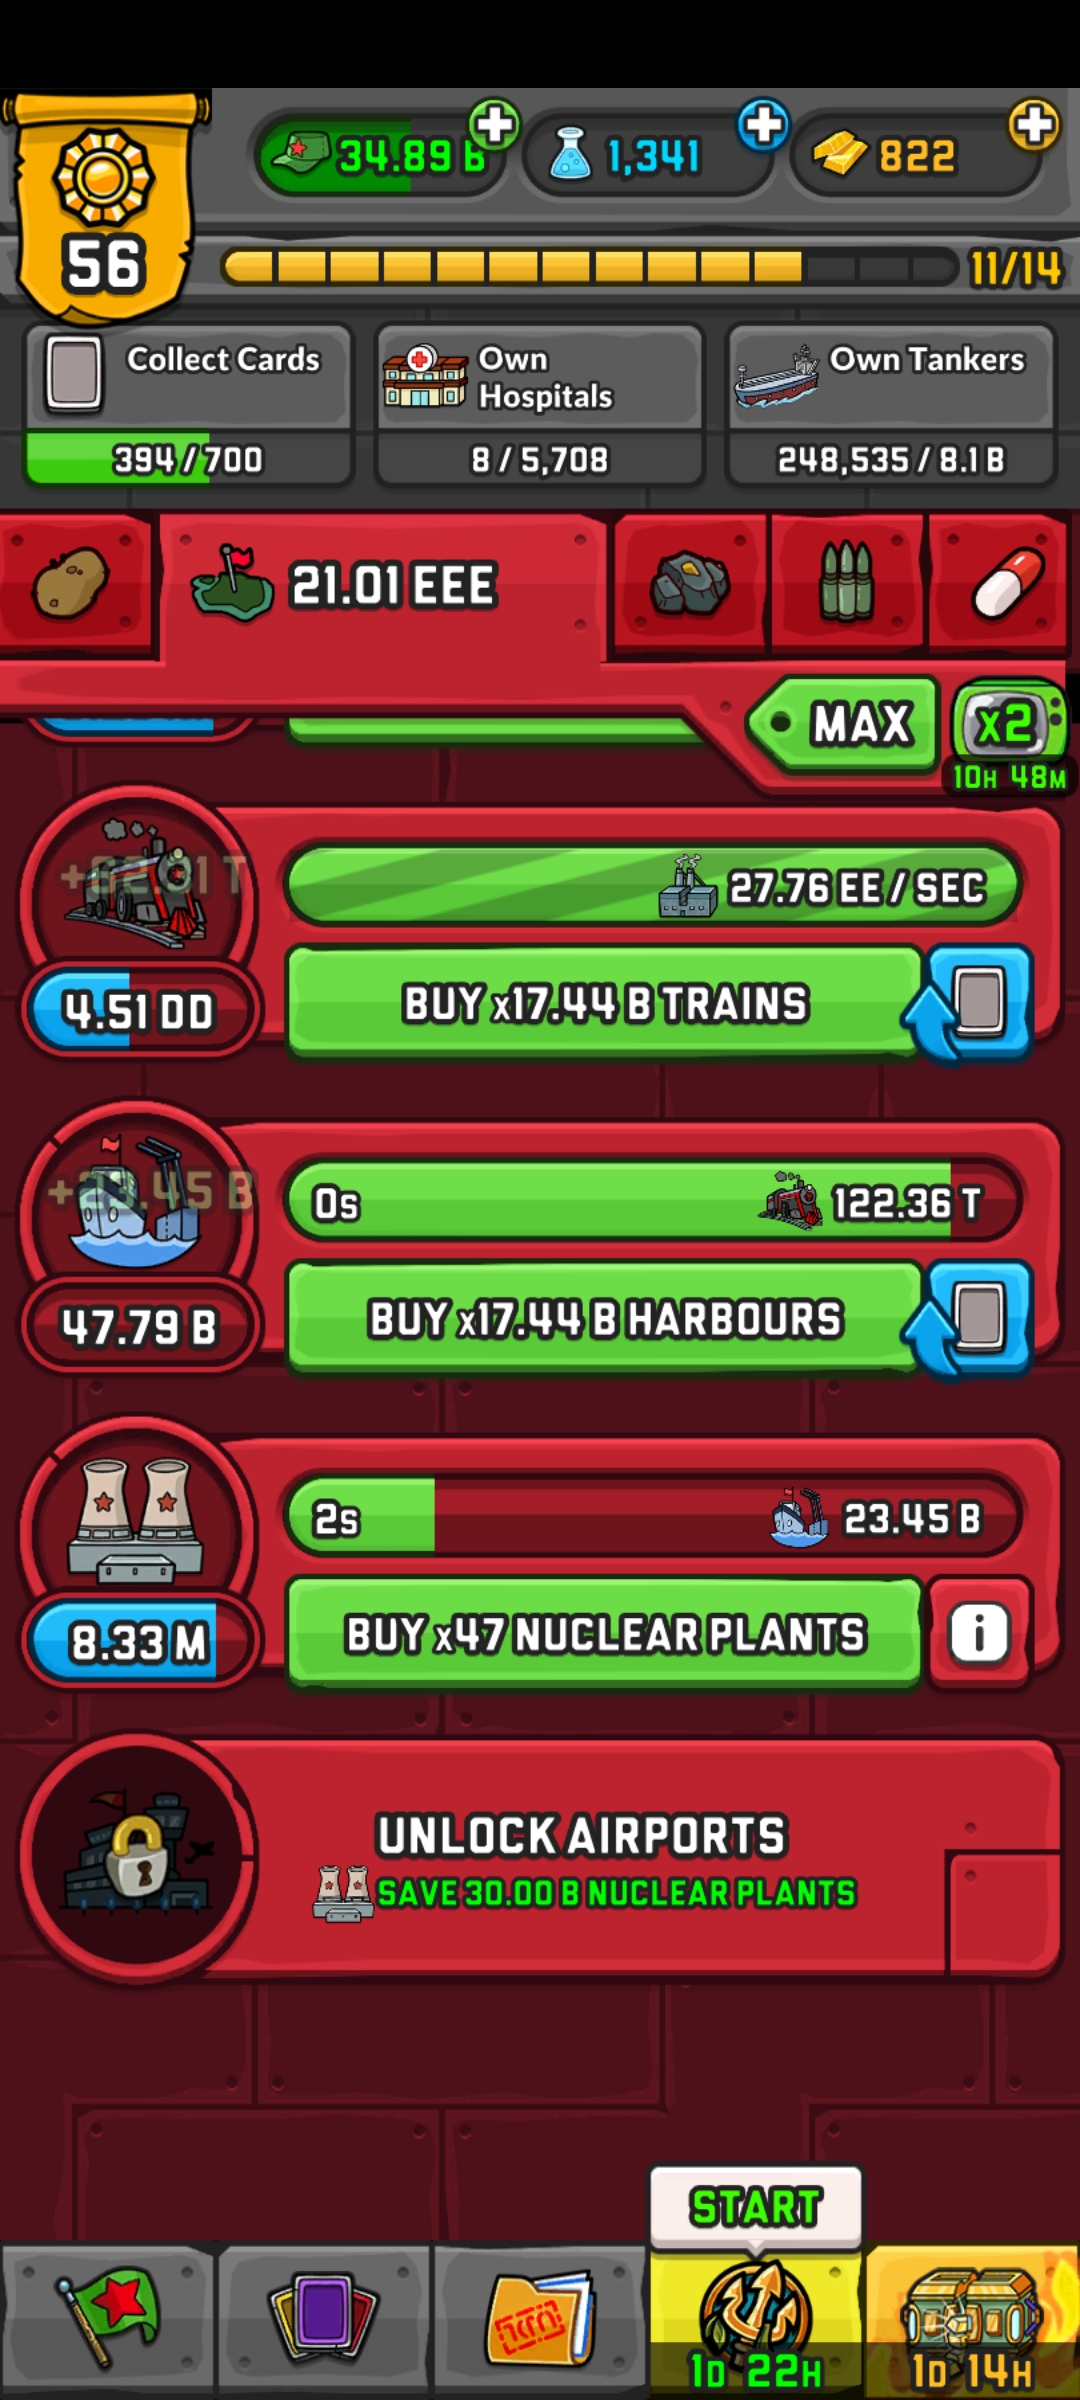 34.89 B
1,341
822
56
11/14
Collect Cards
394/700
Own
Hospitals
8/5,708
Own Tankers
248,535/8.1 B
21.01 EEE
MAX
x2
10H 48M
27.76 EE/SEC
4.51 DD
BUY x17.44 B TRAINS
+23.45 B
0s
122.36 T
47.79 B
BUY x17.44 B HARBOURS
2s
23.45 B
8.33 M
BUY x47 NUCLEAR PLANTS
i
UNLOCK AIRPORTS
SAVE 30.00 B NUCLEAR PLANTS
START
1D 22H
1D 14H